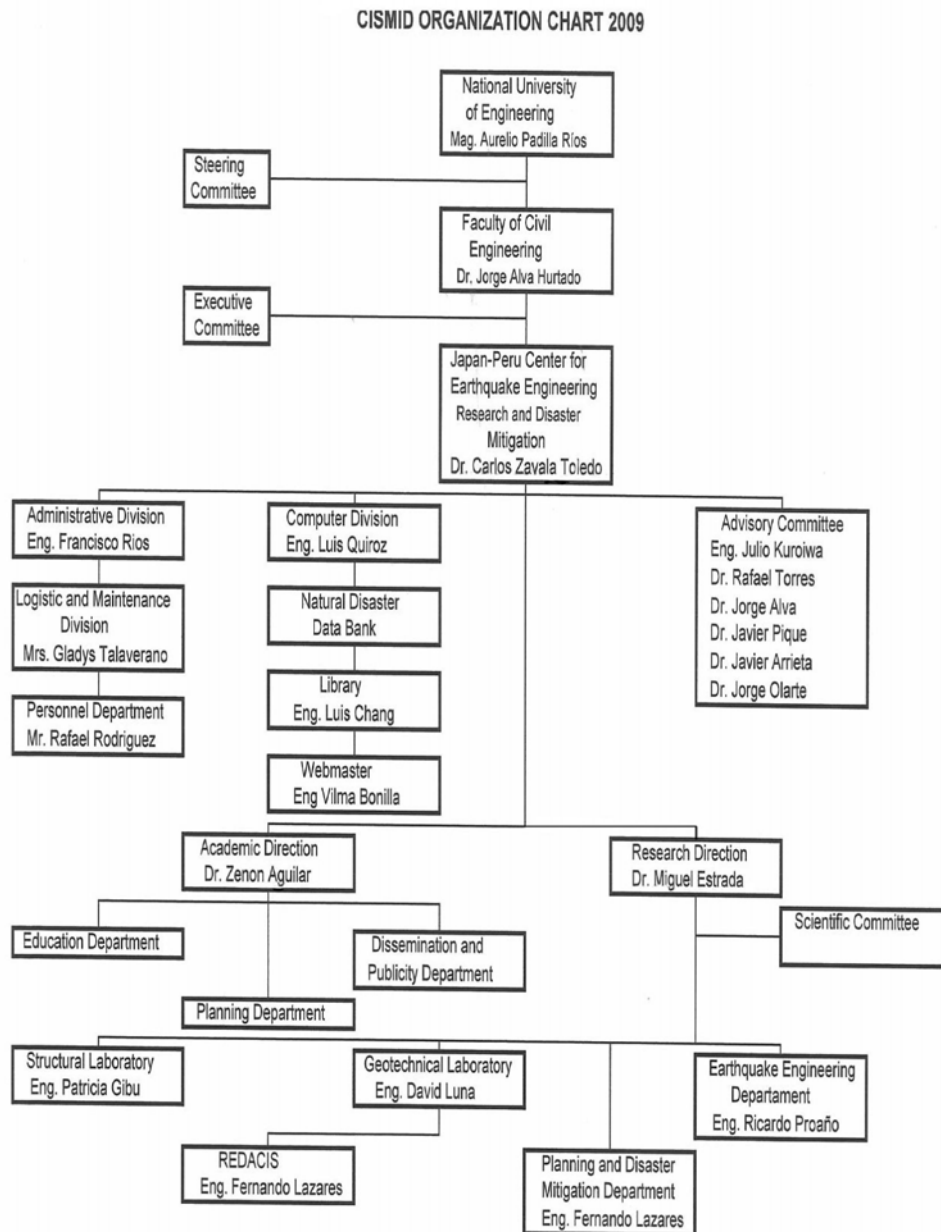 CISMID ORGANIZATION CHART 2009
National University
of Engineering
Mag. Aurelio Padilla Ríos
Steering
Committee
Faculty of Civil
Engineering
Dr. Jorge Alva Hurtado
Executive
Committee
Japan-Peru Center for
Earthquake Engineering
Research and Disaster
Mitigation
Dr. Carlos Zavala Toledo
Administrative Division
Eng. Francisco Rios
Computer Division
Eng. Luis Quiroz
Advisory Committee
Eng. Julio Kuroiwa
Dr. Rafael Torres
Dr. Jorge Alva
Dr. Javier Pique
Dr. Javier Arrieta
Dr. Jorge Olarte
Logistic and Maintenance
Division
Mrs. Gladys Talaverano
Natural Disaster
Data Bank
Personnel Department
Mr. Rafael Rodriguez
Library
Eng. Luis Chang
Webmaster
Eng Vilma Bonilla
Academic Direction
Dr. Zenon Aguilar
Research Direction
Dr. Miguel Estrada
Education Department
Dissemination and
Publicity Department
Scientific Committee
Planning Department
Structural Laboratory
Eng. Patricia Gibu
Geotechnical Laboratory
Eng. David Luna
Earthquake Engineering
Departament
Eng. Ricardo Proaño
REDACIS
Eng. Fernando Lazares
Planning and Disaster
Mitigation Department
Eng. Fernando Lazares